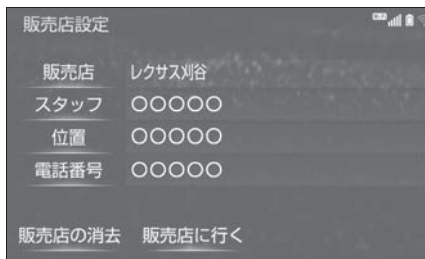 販売店設定
販売店 レクサス刈谷
スタッフ ○○○○○
位置 ○○○○○
電話番号 ○○○○○
販売店の消去 販売店に行く